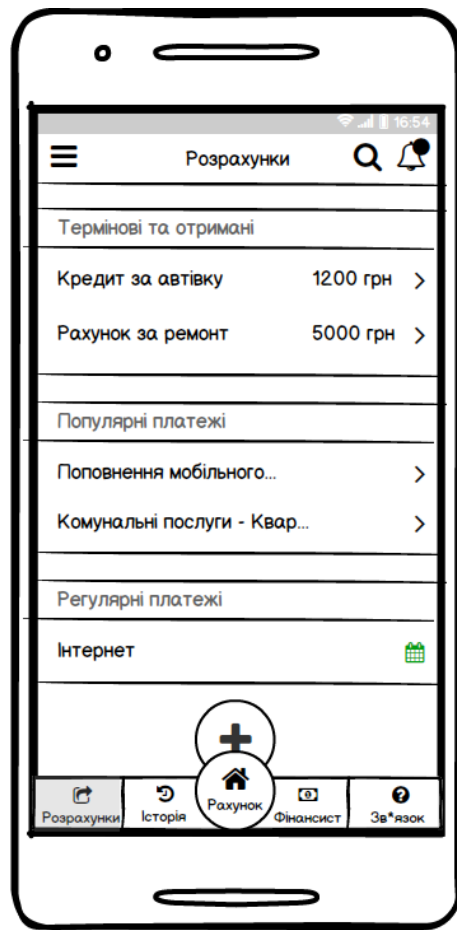 16:54
Розрахунки
Термінові та отримані
Кредит за автівку 1200 грн
Рахунок за ремонт 5000 грн
Популярні платежі
Поповнення мобільного...
Комунальні послуги - Квар...
Регулярні платежі
Інтернет
Розрахунки Історія Рахунок Фінансист Зв*язок